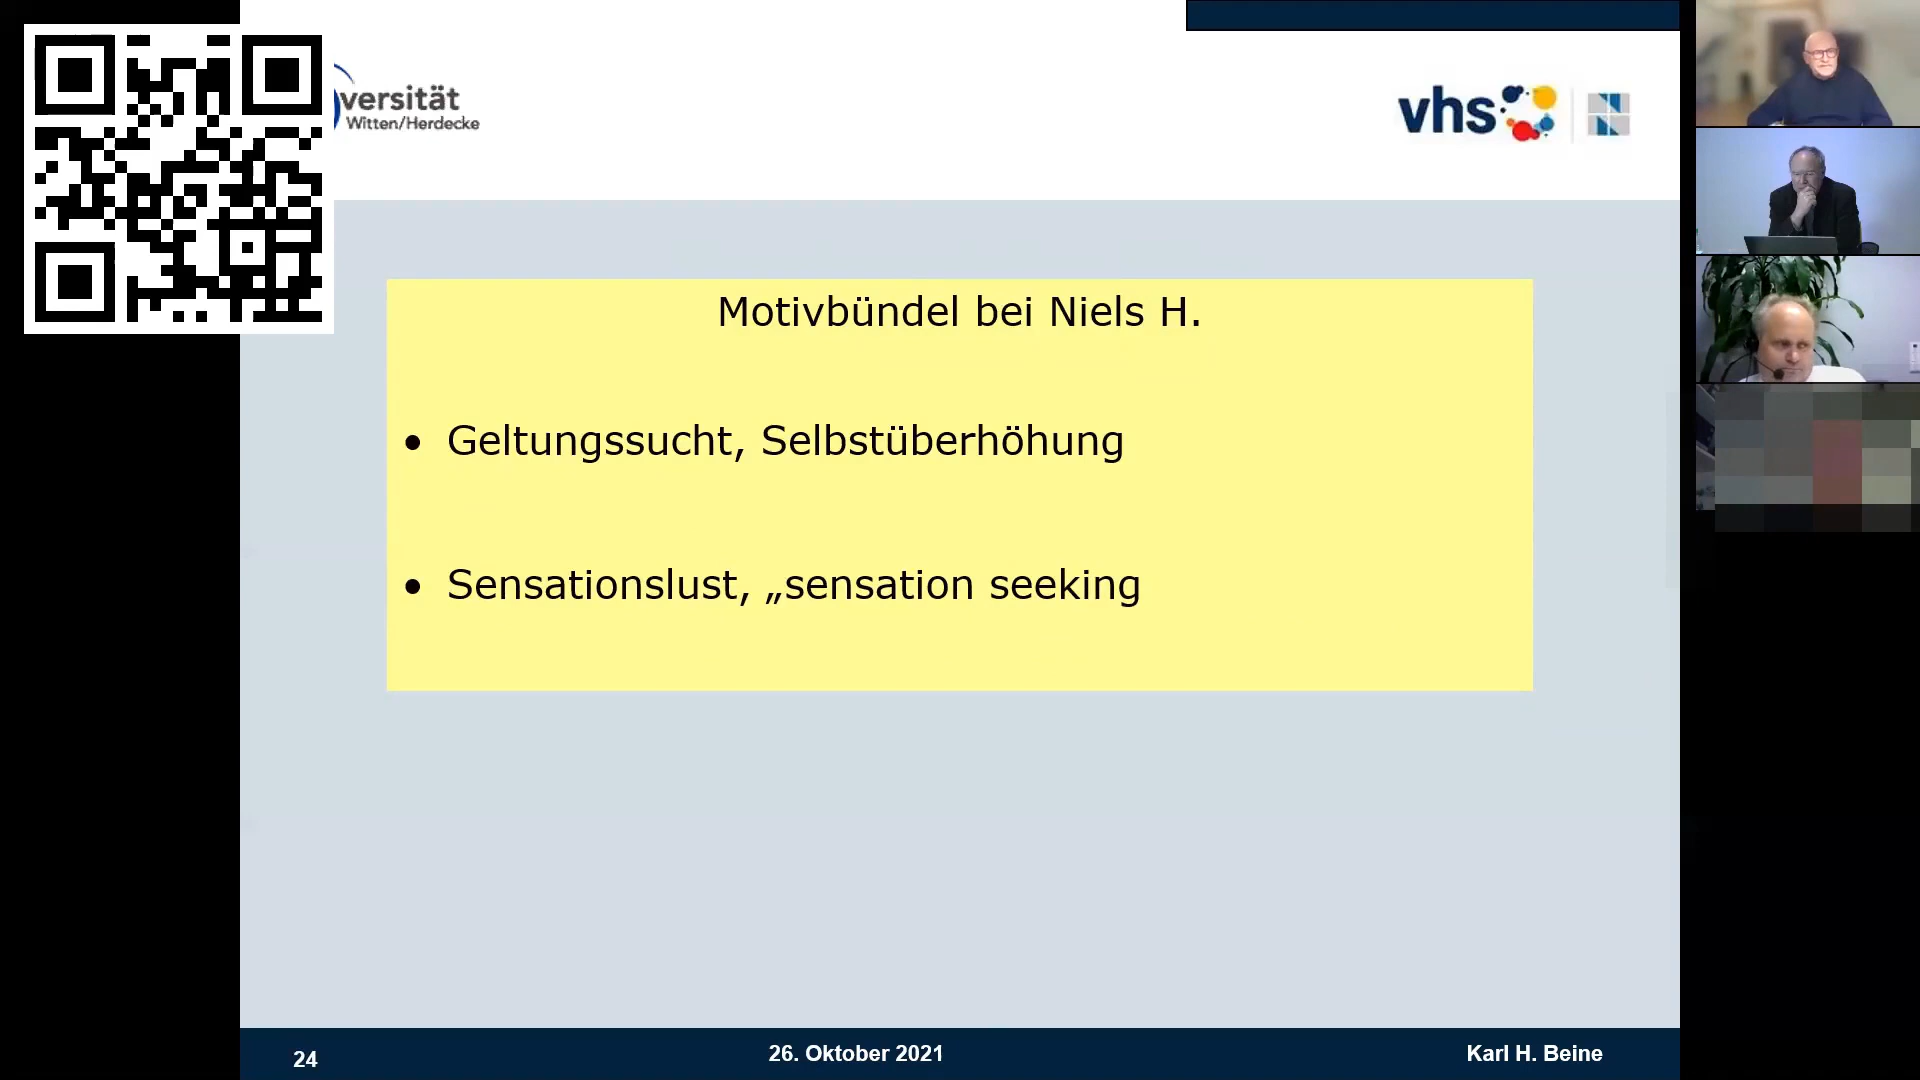 versität
Witten/Herdecke
vhs
Motivbündel bei Niels H.
• Geltungssucht, Selbstüberhöhung
• Sensationslust, „sensation seeking
24
26. Oktober 2021
Karl H. Beine